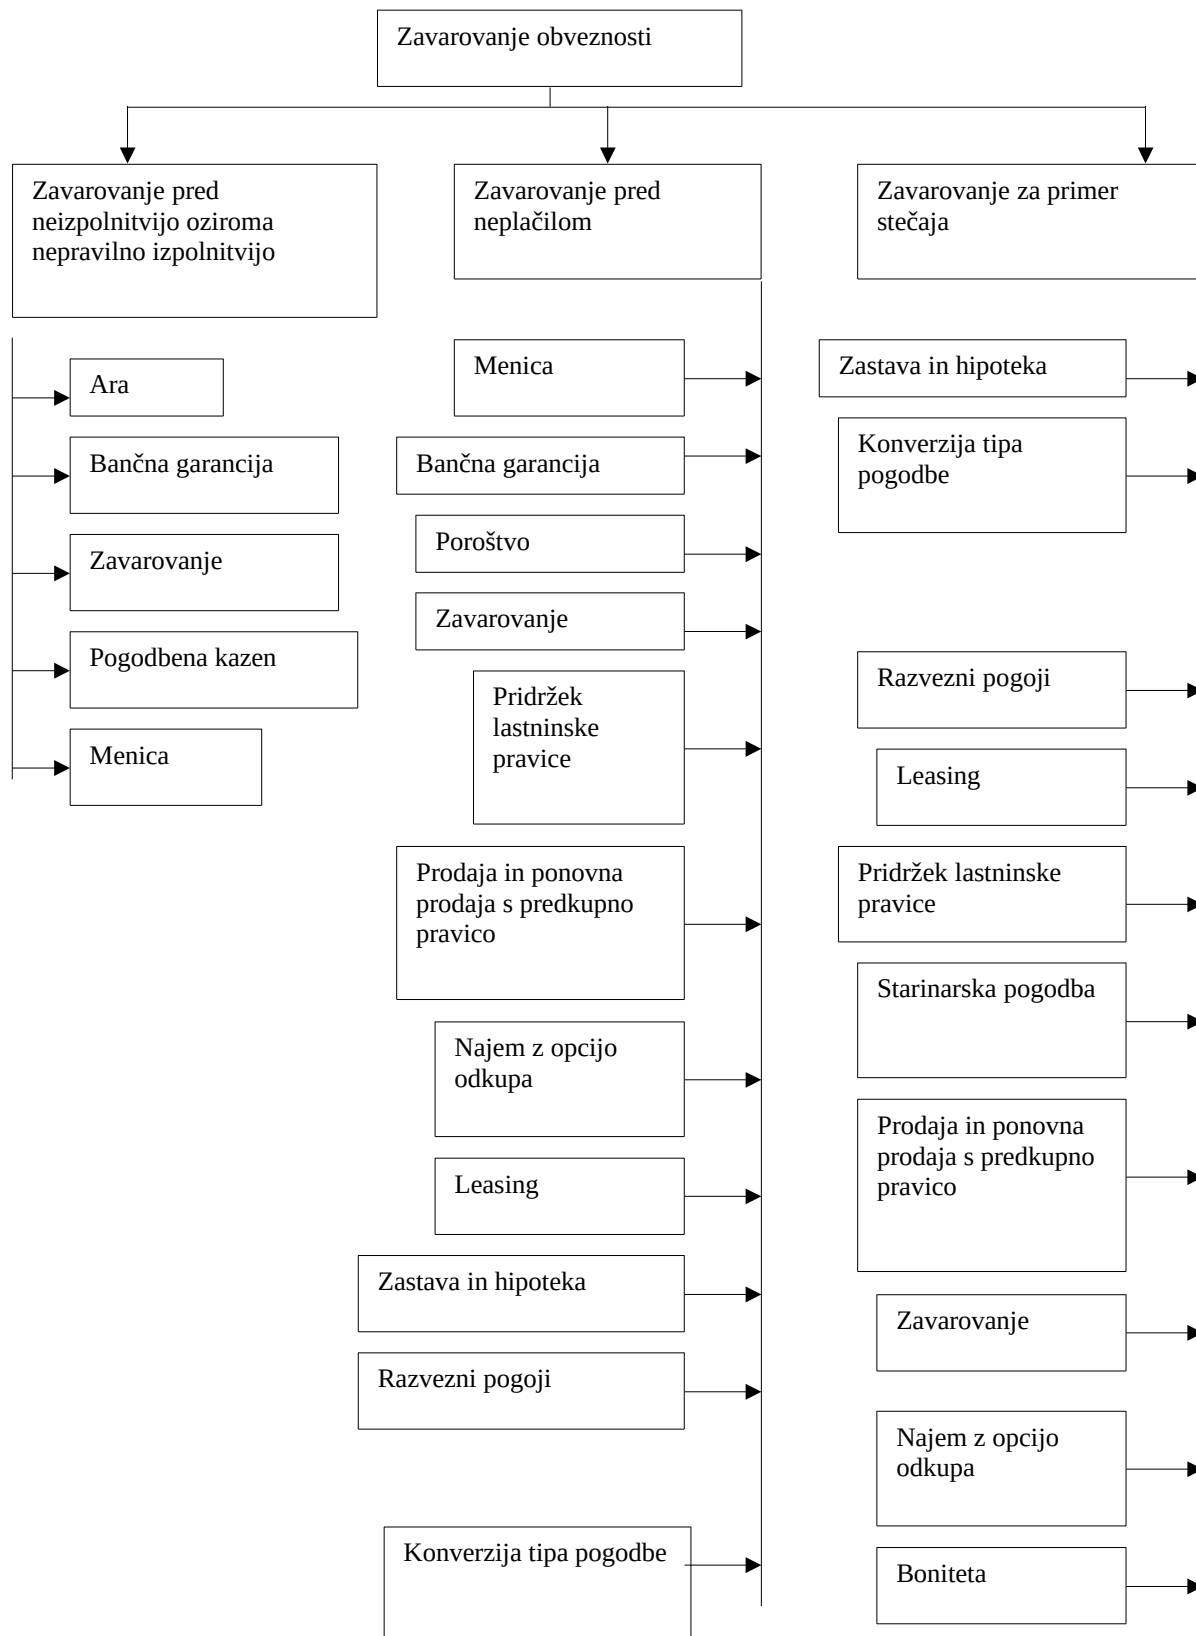 Zavarovanje obveznosti
Zavarovanje pred
neizpolnitvijo oziroma
nepravilno izpolnitvijo
Ara
Bančna garancija
Zavarovanje
Pogodbena kazen
Menica
Zavarovanje pred
neplačilom
Menica
Bančna garancija
Poroštvo
Zavarovanje
Pridržek
lastninske
pravice
Prodaja in ponovna
prodaja s predkupno
pravico
Najem z opcijo
odkupa
Leasing
Zastava in hipoteka
Razvezni pogoji
Konverzija tipa pogodbe
Zavarovanje za primer
stečaja
Zastava in hipoteka
Konverzija tipa
pogodbe
Razvezni pogoji
Leasing
Pridržek lastninske
pravice
Starinarska pogodba
Prodaja in ponovna
prodaja s predkupno
pravico
Zavarovanje
Najem z opcijo
odkupa
Boniteta